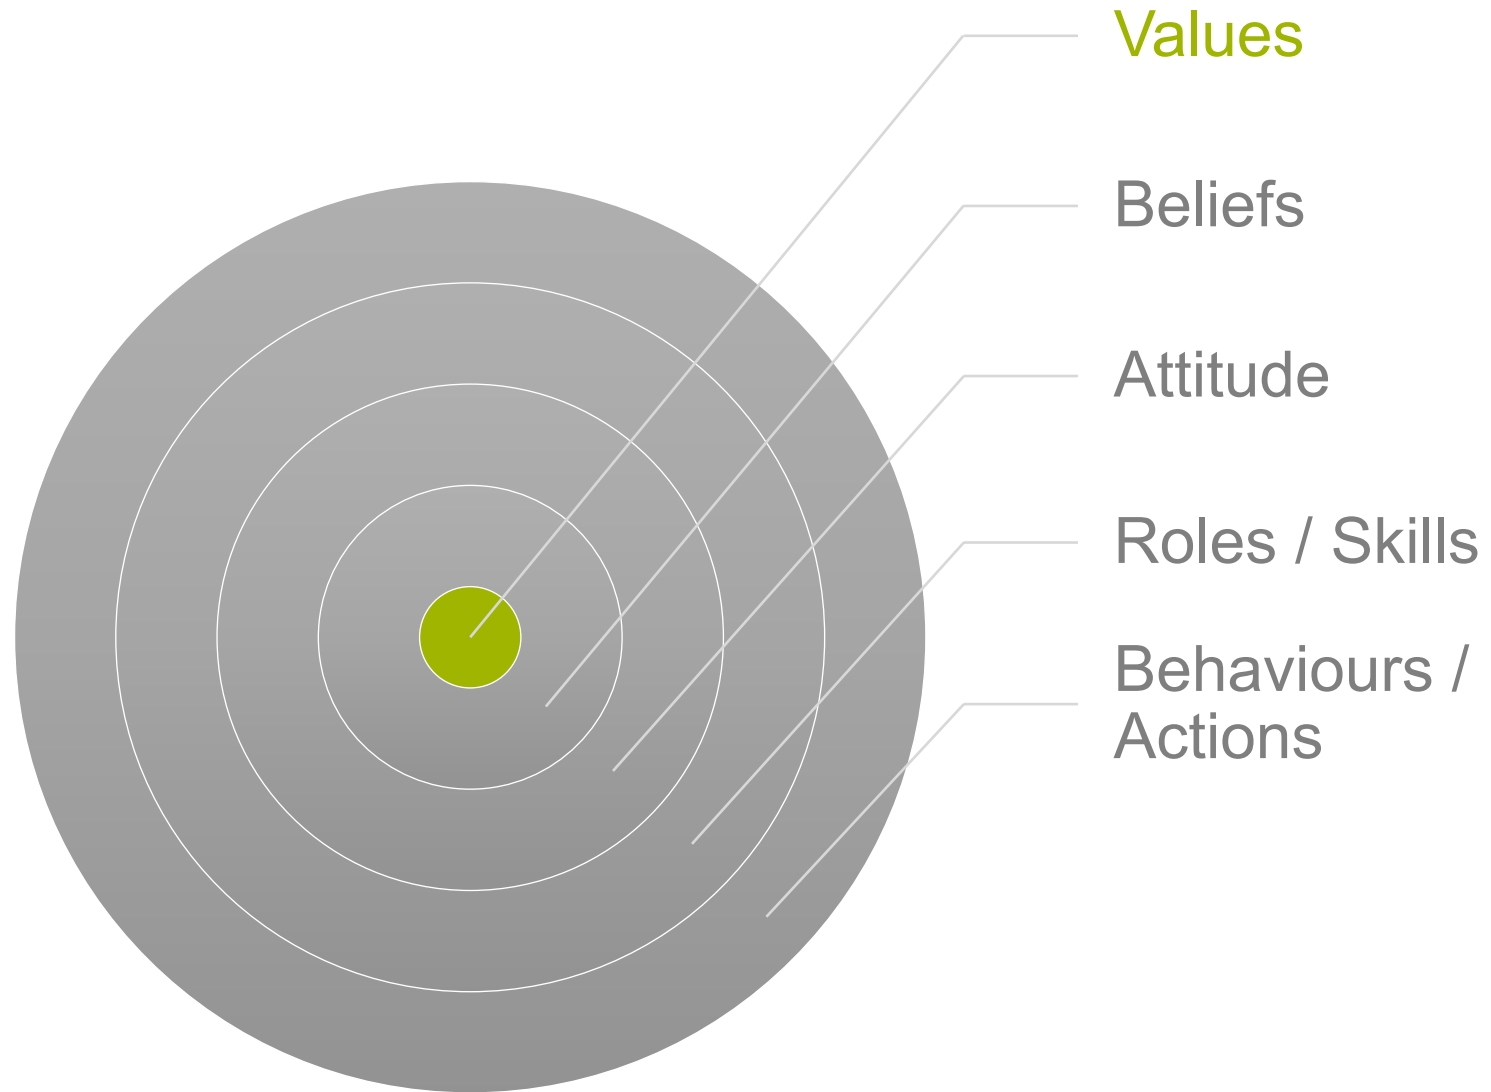 Values
Beliefs
Attitude
Roles / Skills
Behaviours /
Actions